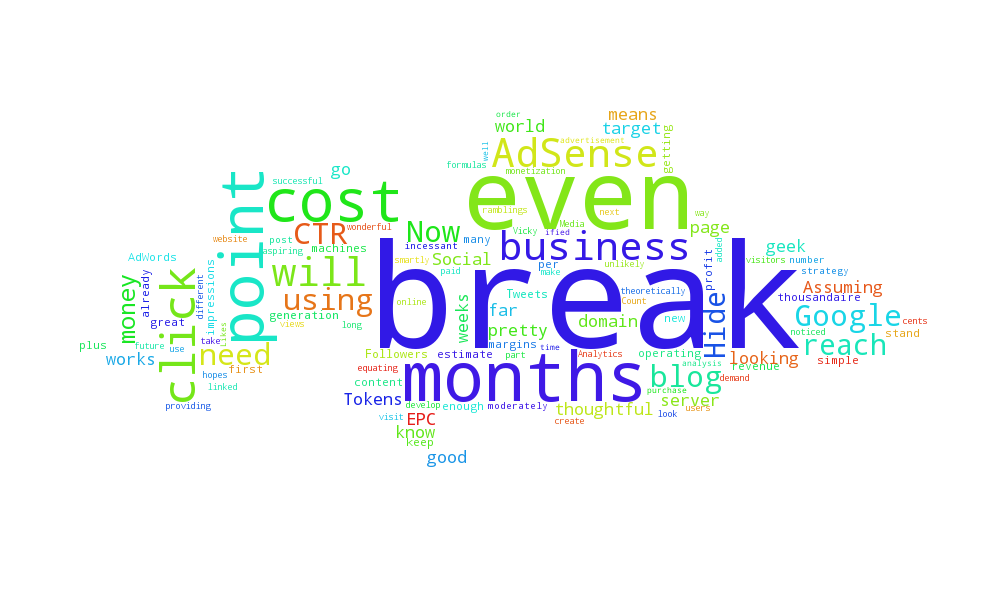 order
world
means
target
AdSense
advertisement
well
getting
formulas
monetization
go
successful
even
point
cost
ramblings
next
way
website
post
aspiring
CTR
wonderful
machines
Now
incessant
many
Vicky
ified
Media
page
business
unlikely
added
geek
AdWords
already
different
impressions
will
smartly
Social
paid
per
make
break
profit
visitors
number
strategy
money
click
using
online
weeks
Tweets
theoretically
Count
Hide
Assuming
thousandaire
great
take
Likes
generation
views
long
far
domain
new
Google
cents
noticed
stand
plus
future
use
works
need
first
pretty
margins
time
Followers
estimate
part
Analytics
operating
analysis
looking
revenue
reach
simple
hopes
linked
providing
equating
content
months
blog
demand
purchase
Tokens
develop
enough
moderately
thoughtful
server
users
look
visit
EPC
create
know
keep
good